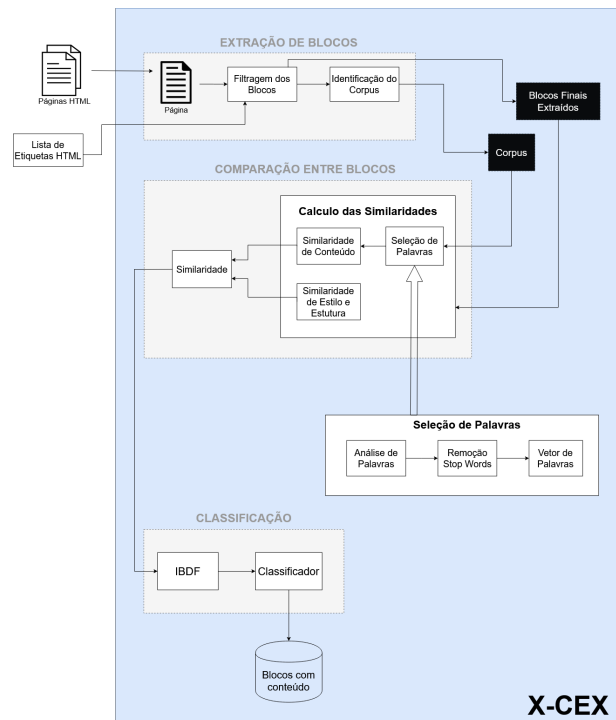 EXTRAÇÃO DE BLOCOS
Páginas HTML
Página
Filtragem dos
Blocos
Identificação do
Corpus
Blocos Finais
Extraídos
Lista de
Etiquetas HTML
Corpus
COMPARAÇÃO ENTRE BLOCOS
Calculo das Similaridades
Similaridade
Similaridade
de Conteúdo
Seleção de
Palavras
Similaridade
de Estilo e
Estutura
Seleção de Palavras
Análise de
Palavras
Remoção
Stop Words
Vetor de
Palavras
CLASSIFICAÇÃO
IBDF
Classificador
Blocos com
conteúdo
X-CEX